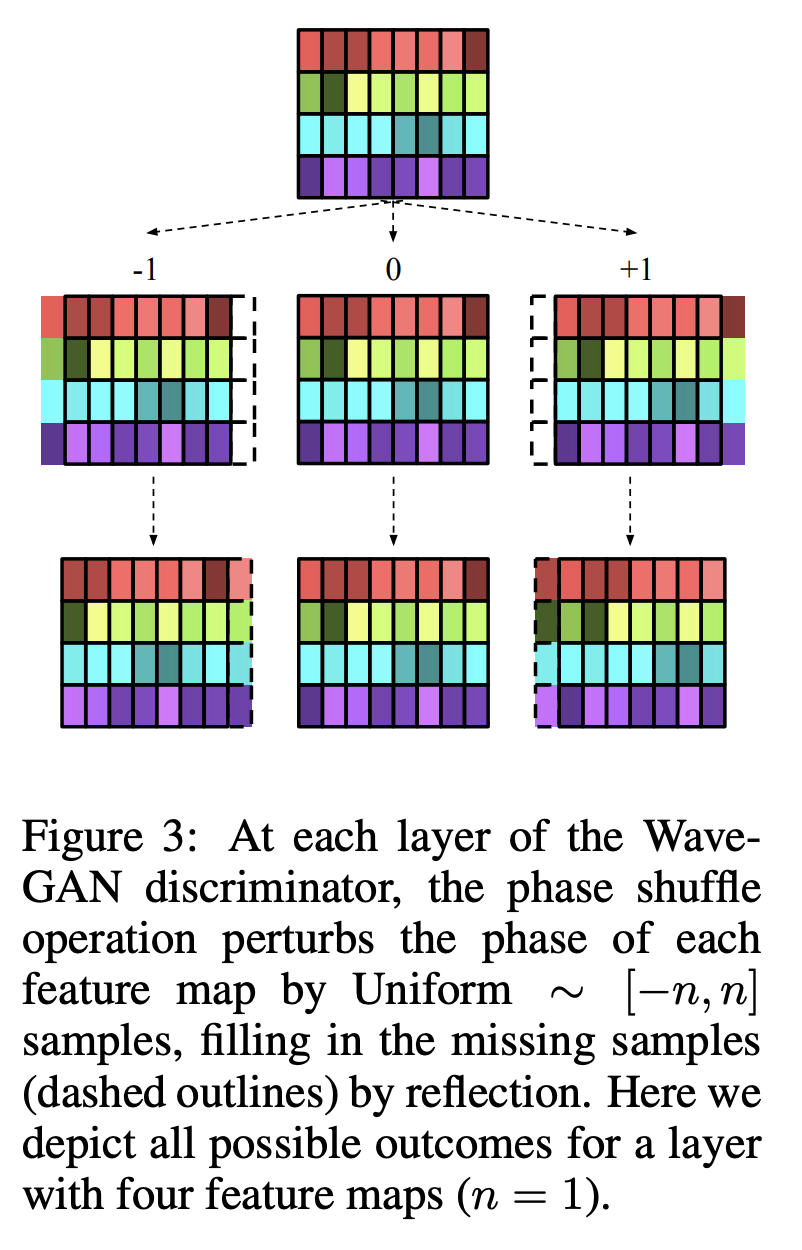 -1 0 +1
Figure 3: At each layer of the Wave-
GAN discriminator, the phase shuffle
operation perturbs the phase of each
feature map by Uniform ∼ [−n, n]
samples, filling in the missing samples
(dashed outlines) by reflection. Here we
depict all possible outcomes for a layer
with four feature maps (n = 1).